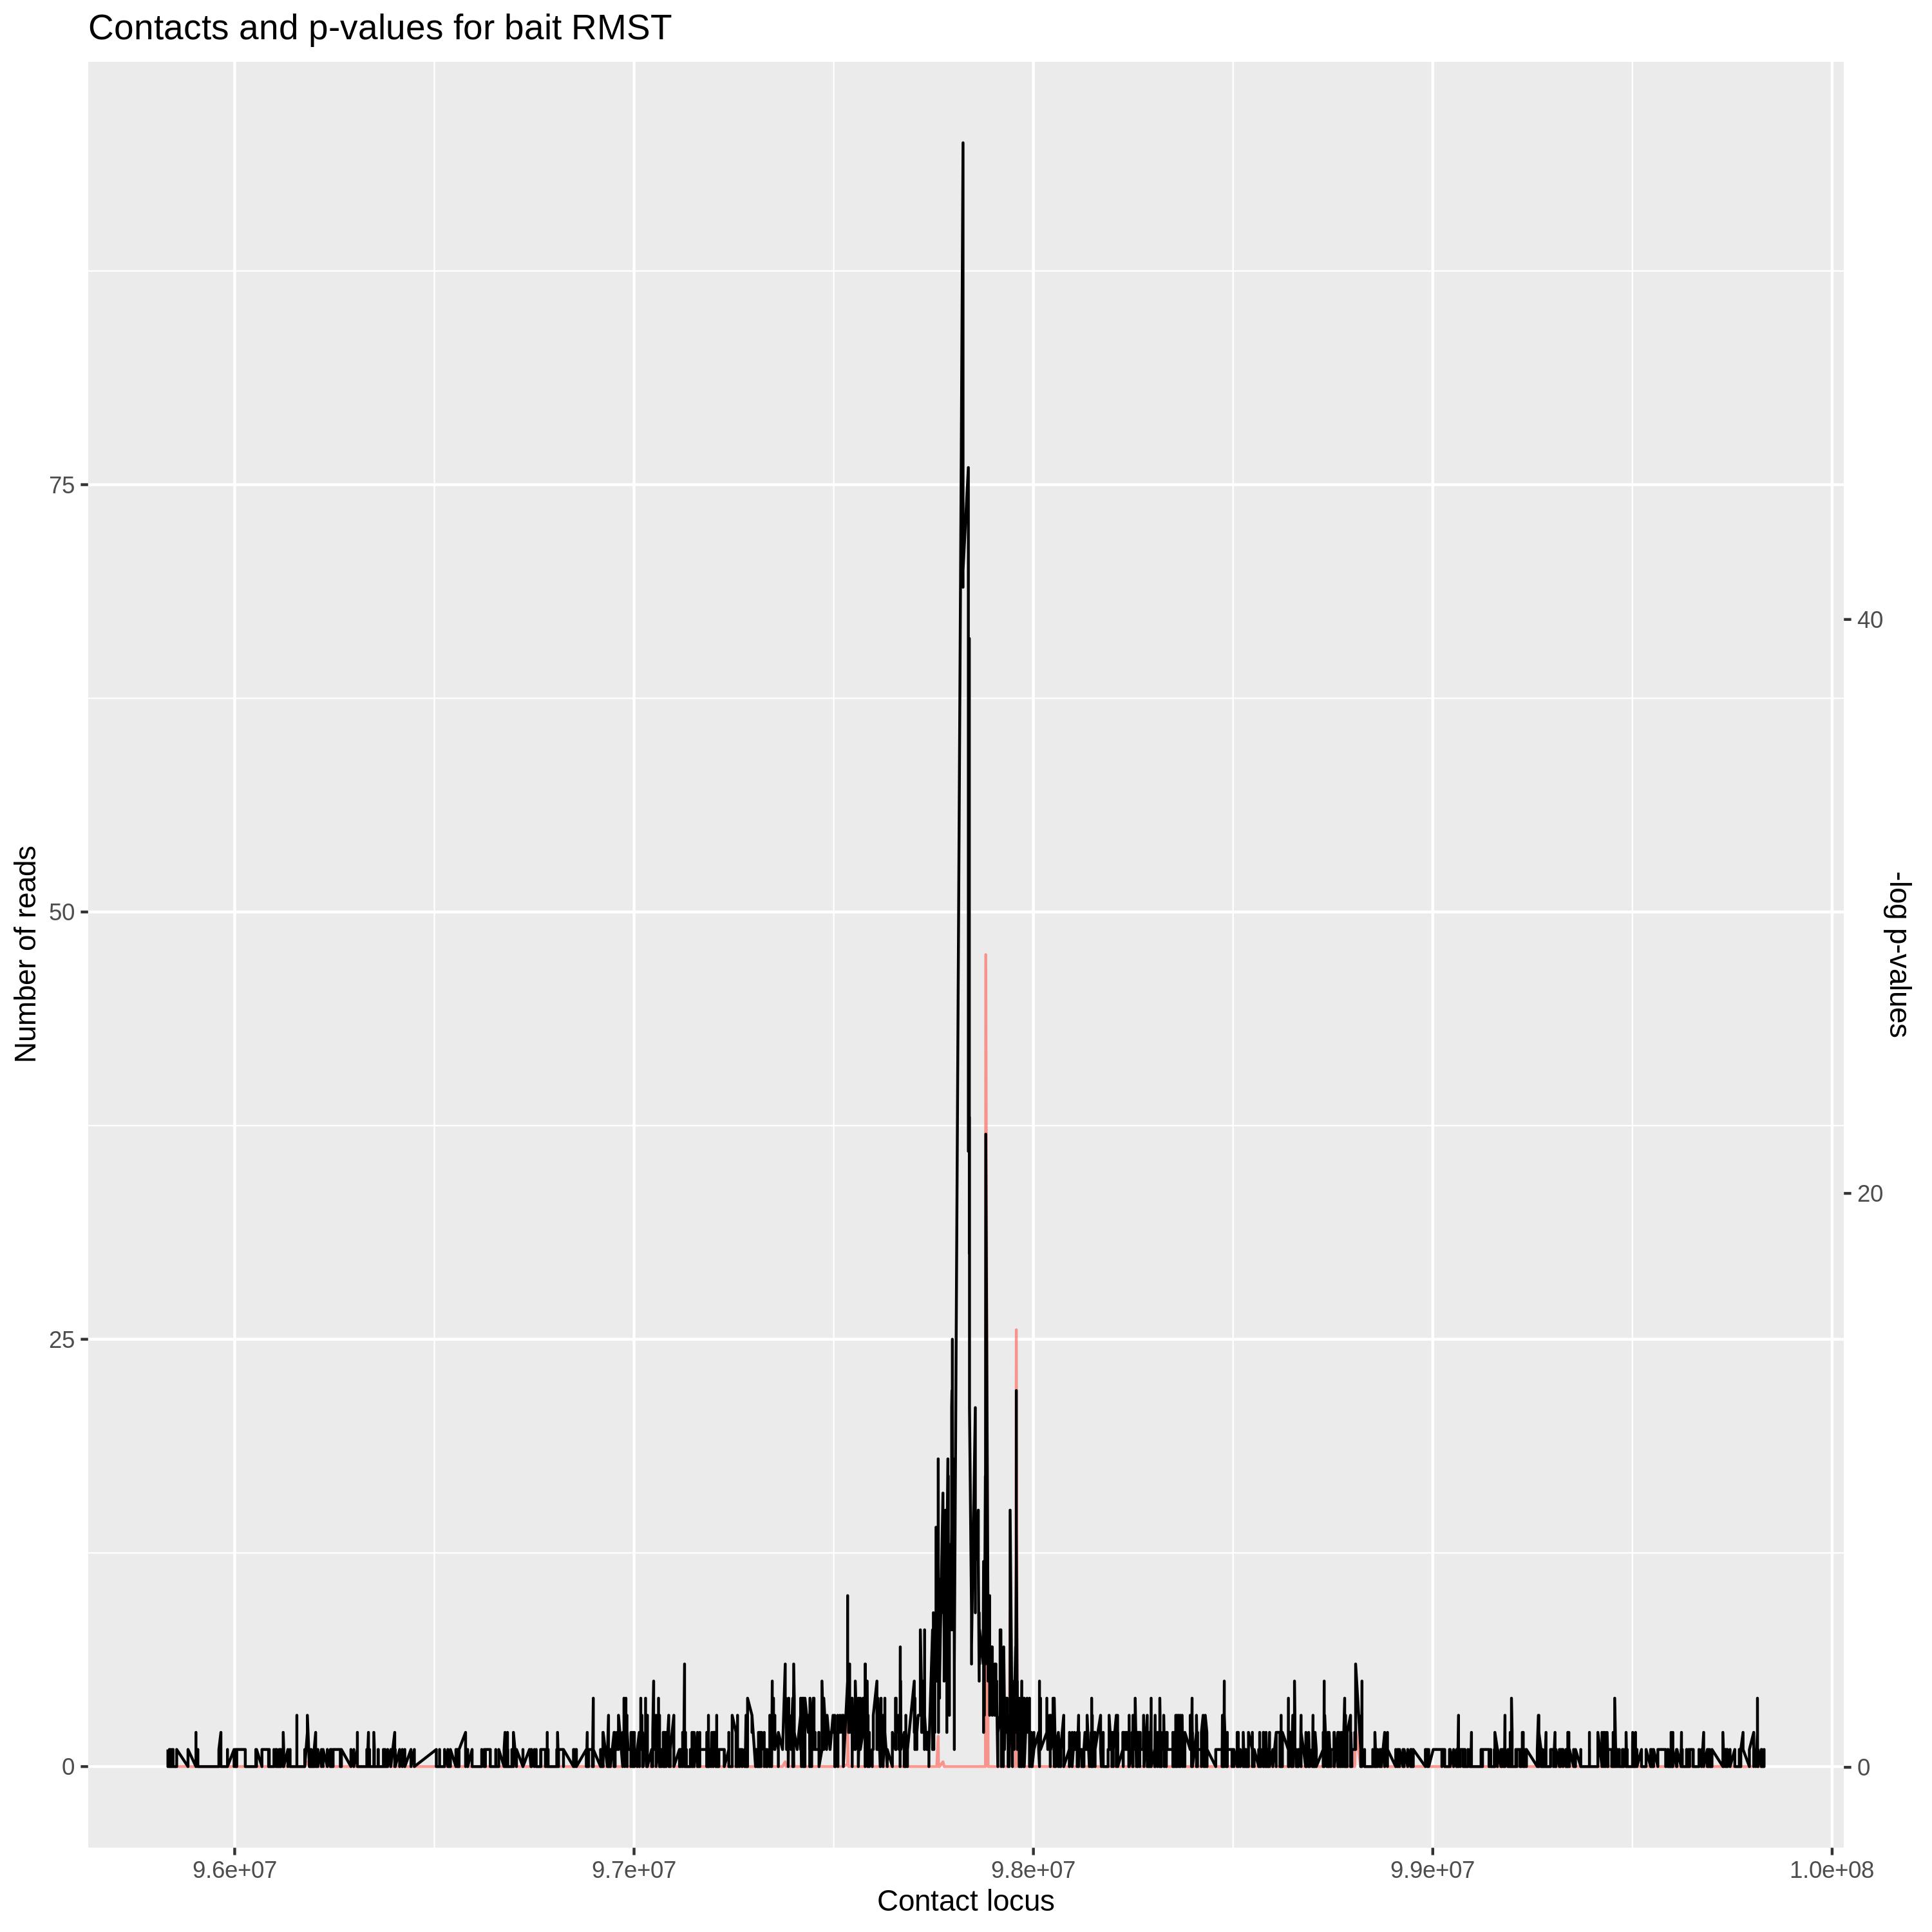 Contacts and p-values for bait RMST
75
50
25
0
Number of reads
40
20
0
-log p-values
9.6e+07
9.7e+07
9.8e+07
9.9e+07
1.0e+08
Contact locus